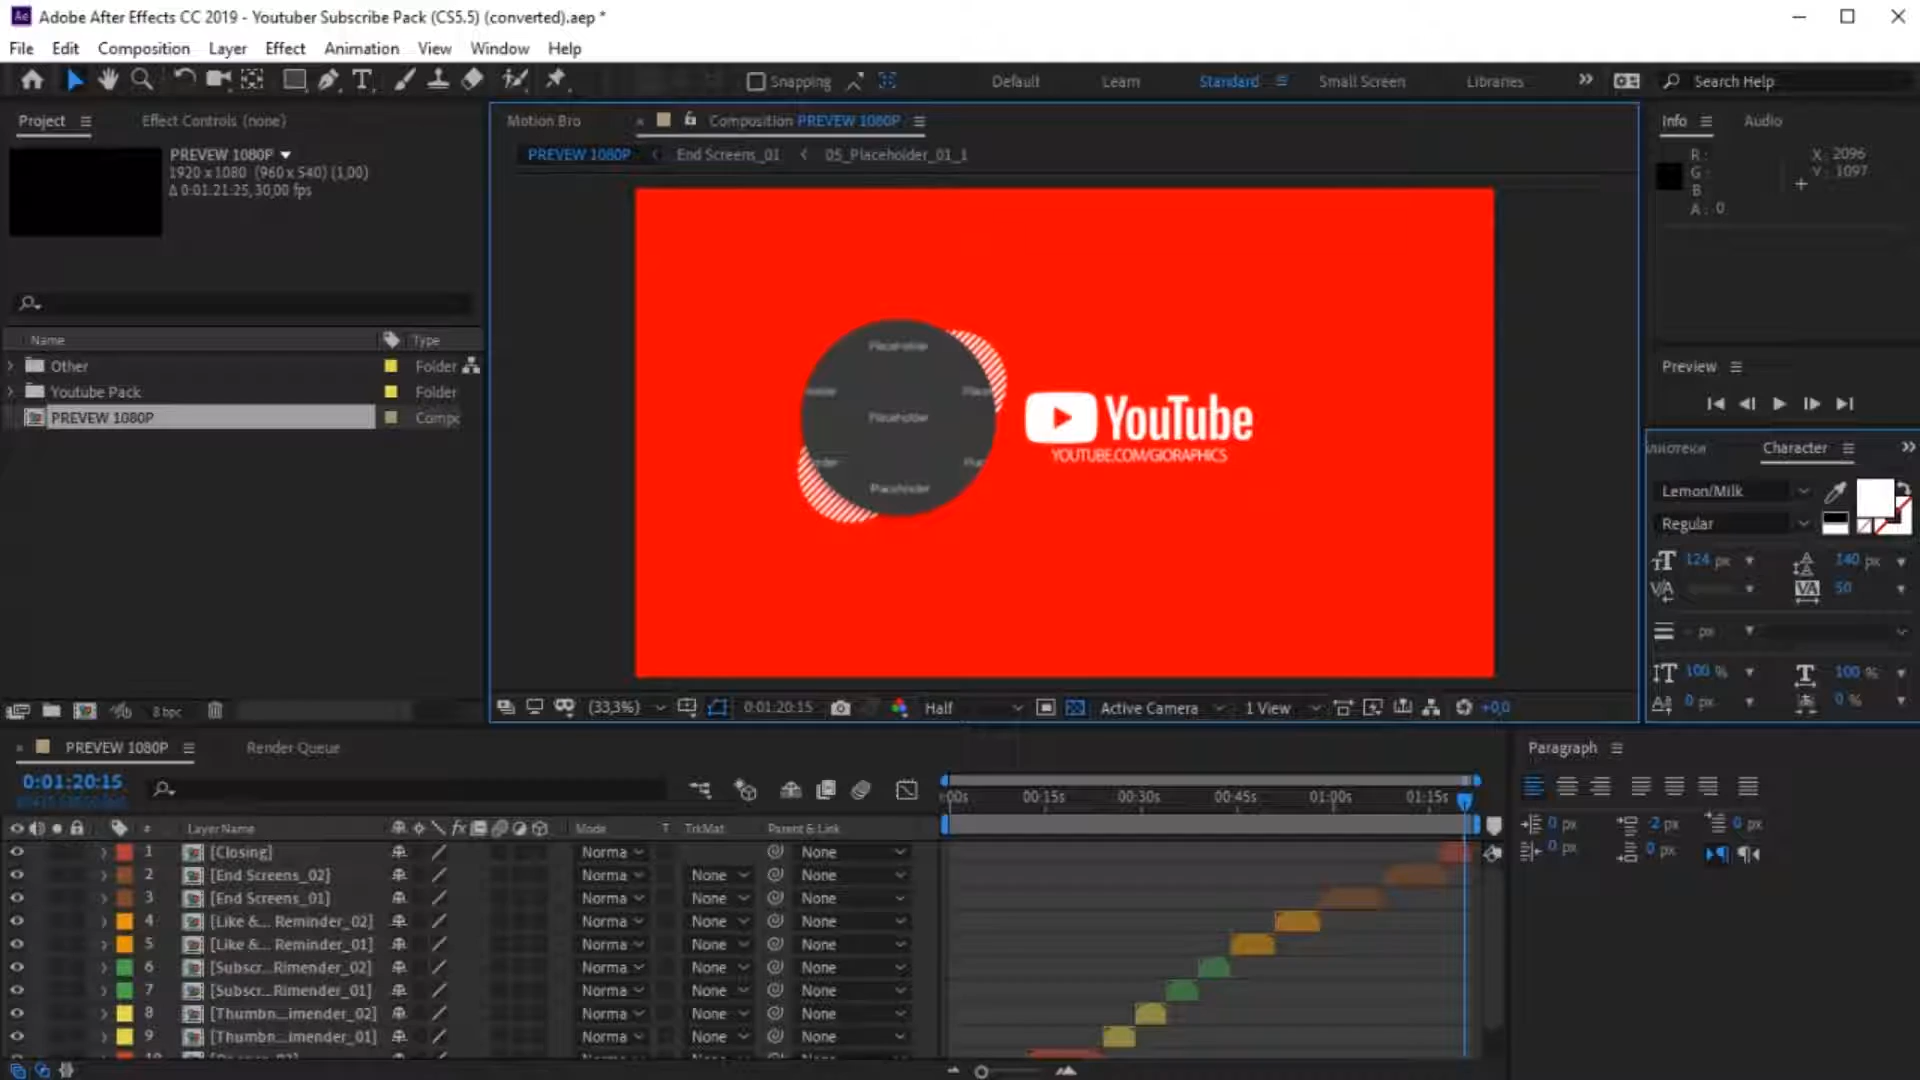 Ae Adobe After Effects CC 2019 - Youtuber Subscribe Pack (CS5.5) (converted).aep *
File Edit Composition Layer Effect Animation View Window Help
Snapping Default Learn Standard Small Screen Libraries Search Help
Project Effect Controls (none) Motion Bro Composition PREVEW 1080P Info Audio
PREVEW 1080P
1920 x 1080 (960 x 540) (1,00)
Δ 0:01:21:25, 30,00 fps
PREVEW 1080P End Screens_01 05_Placeholder_01_1
R:
G:
B:
A: 0
X: 2096
Y: 1097
Name Type
Other Folder
Youtube Pack Folder
PREVEW 1080P
Placeholder
Placeholder
Placeholder
YouTube
YOUTUBE.COM/GIORAPHICS
Preview
Character
Lemon/Milk
Regular
124 px 140 px
50
- px
100 % 100 %
0 px 0 %
8 bpc
(33,3%) 0:01:20:15 Half Active Camera 1 View +0,0
PREVEW 1080P Render Queue
0:01:20:15
:00s 00:15s 00:30s 00:45s 01:00s 01:15s
# Layer Name Mode T TrkMat Parent & Link
1 [Closing] Norma None
2 [End Screens_02] Norma None None
3 [End Screens_01] Norma None None
4 [Like &... Reminder_02] Norma None None
5 [Like &... Reminder_01] Norma None None
6 [Subscr...Rimender_02] Norma None None
7 [Subscr...Rimender_01] Norma None None
8 [Thumbn...imender_02] Norma None None
9 [Thumbn...imender_01] Norma None None
Paragraph
0 px -2 px 0 px
0 px 0 px